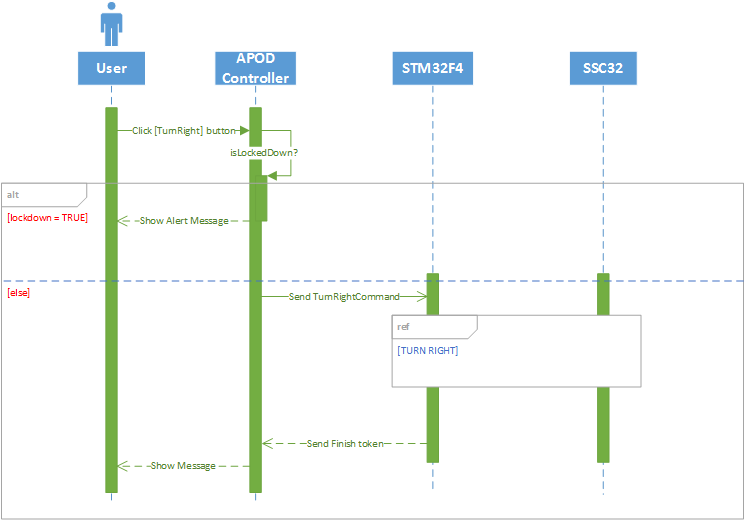 User
APOD
Controller
STM32F4
SSC32
Click [TurnRight] button
isLockedDown?
alt
[lockdown = TRUE]
Show Alert Message
[else]
Send TurnRightCommand
ref
[TURN RIGHT]
Send Finish token
Show Message